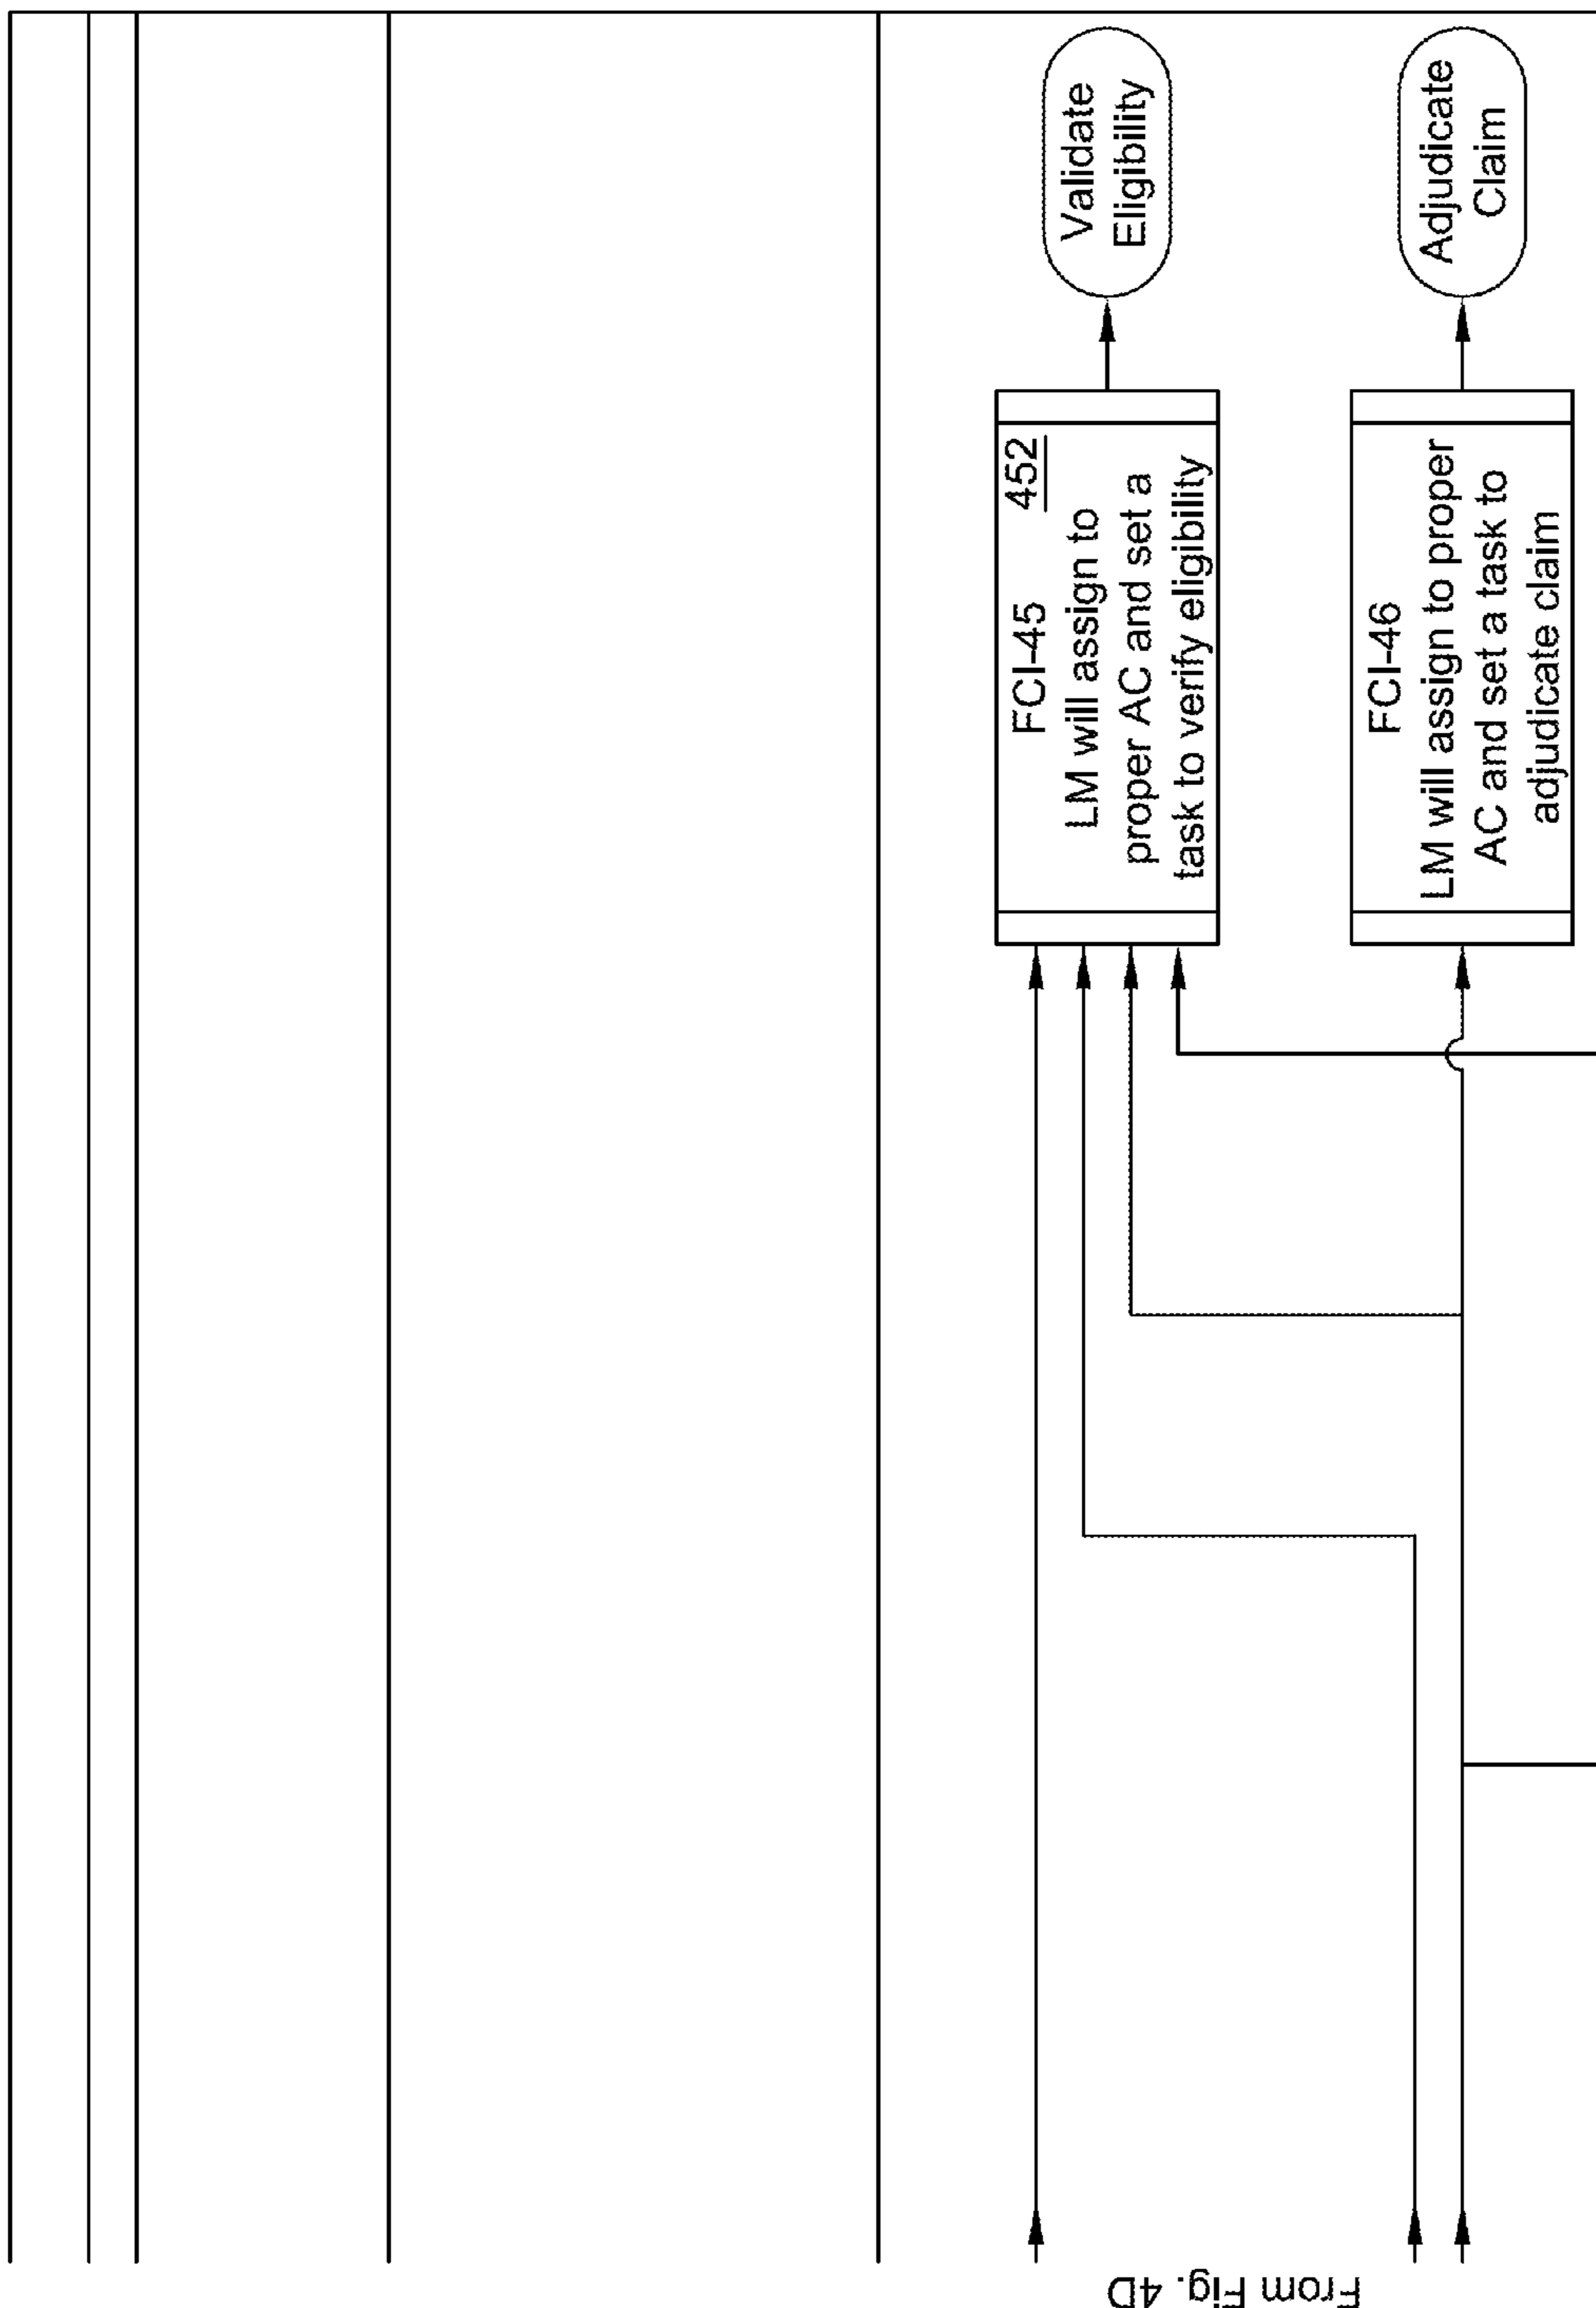 From Fig. 4D
FCI-45 452
LM will assign to
proper AC and set a
task to verify eligibility
Validate
Eligibility
FCI-46
LM will assign to proper
AC and set a task to
adjudicate claim
Adjudicate
Claim